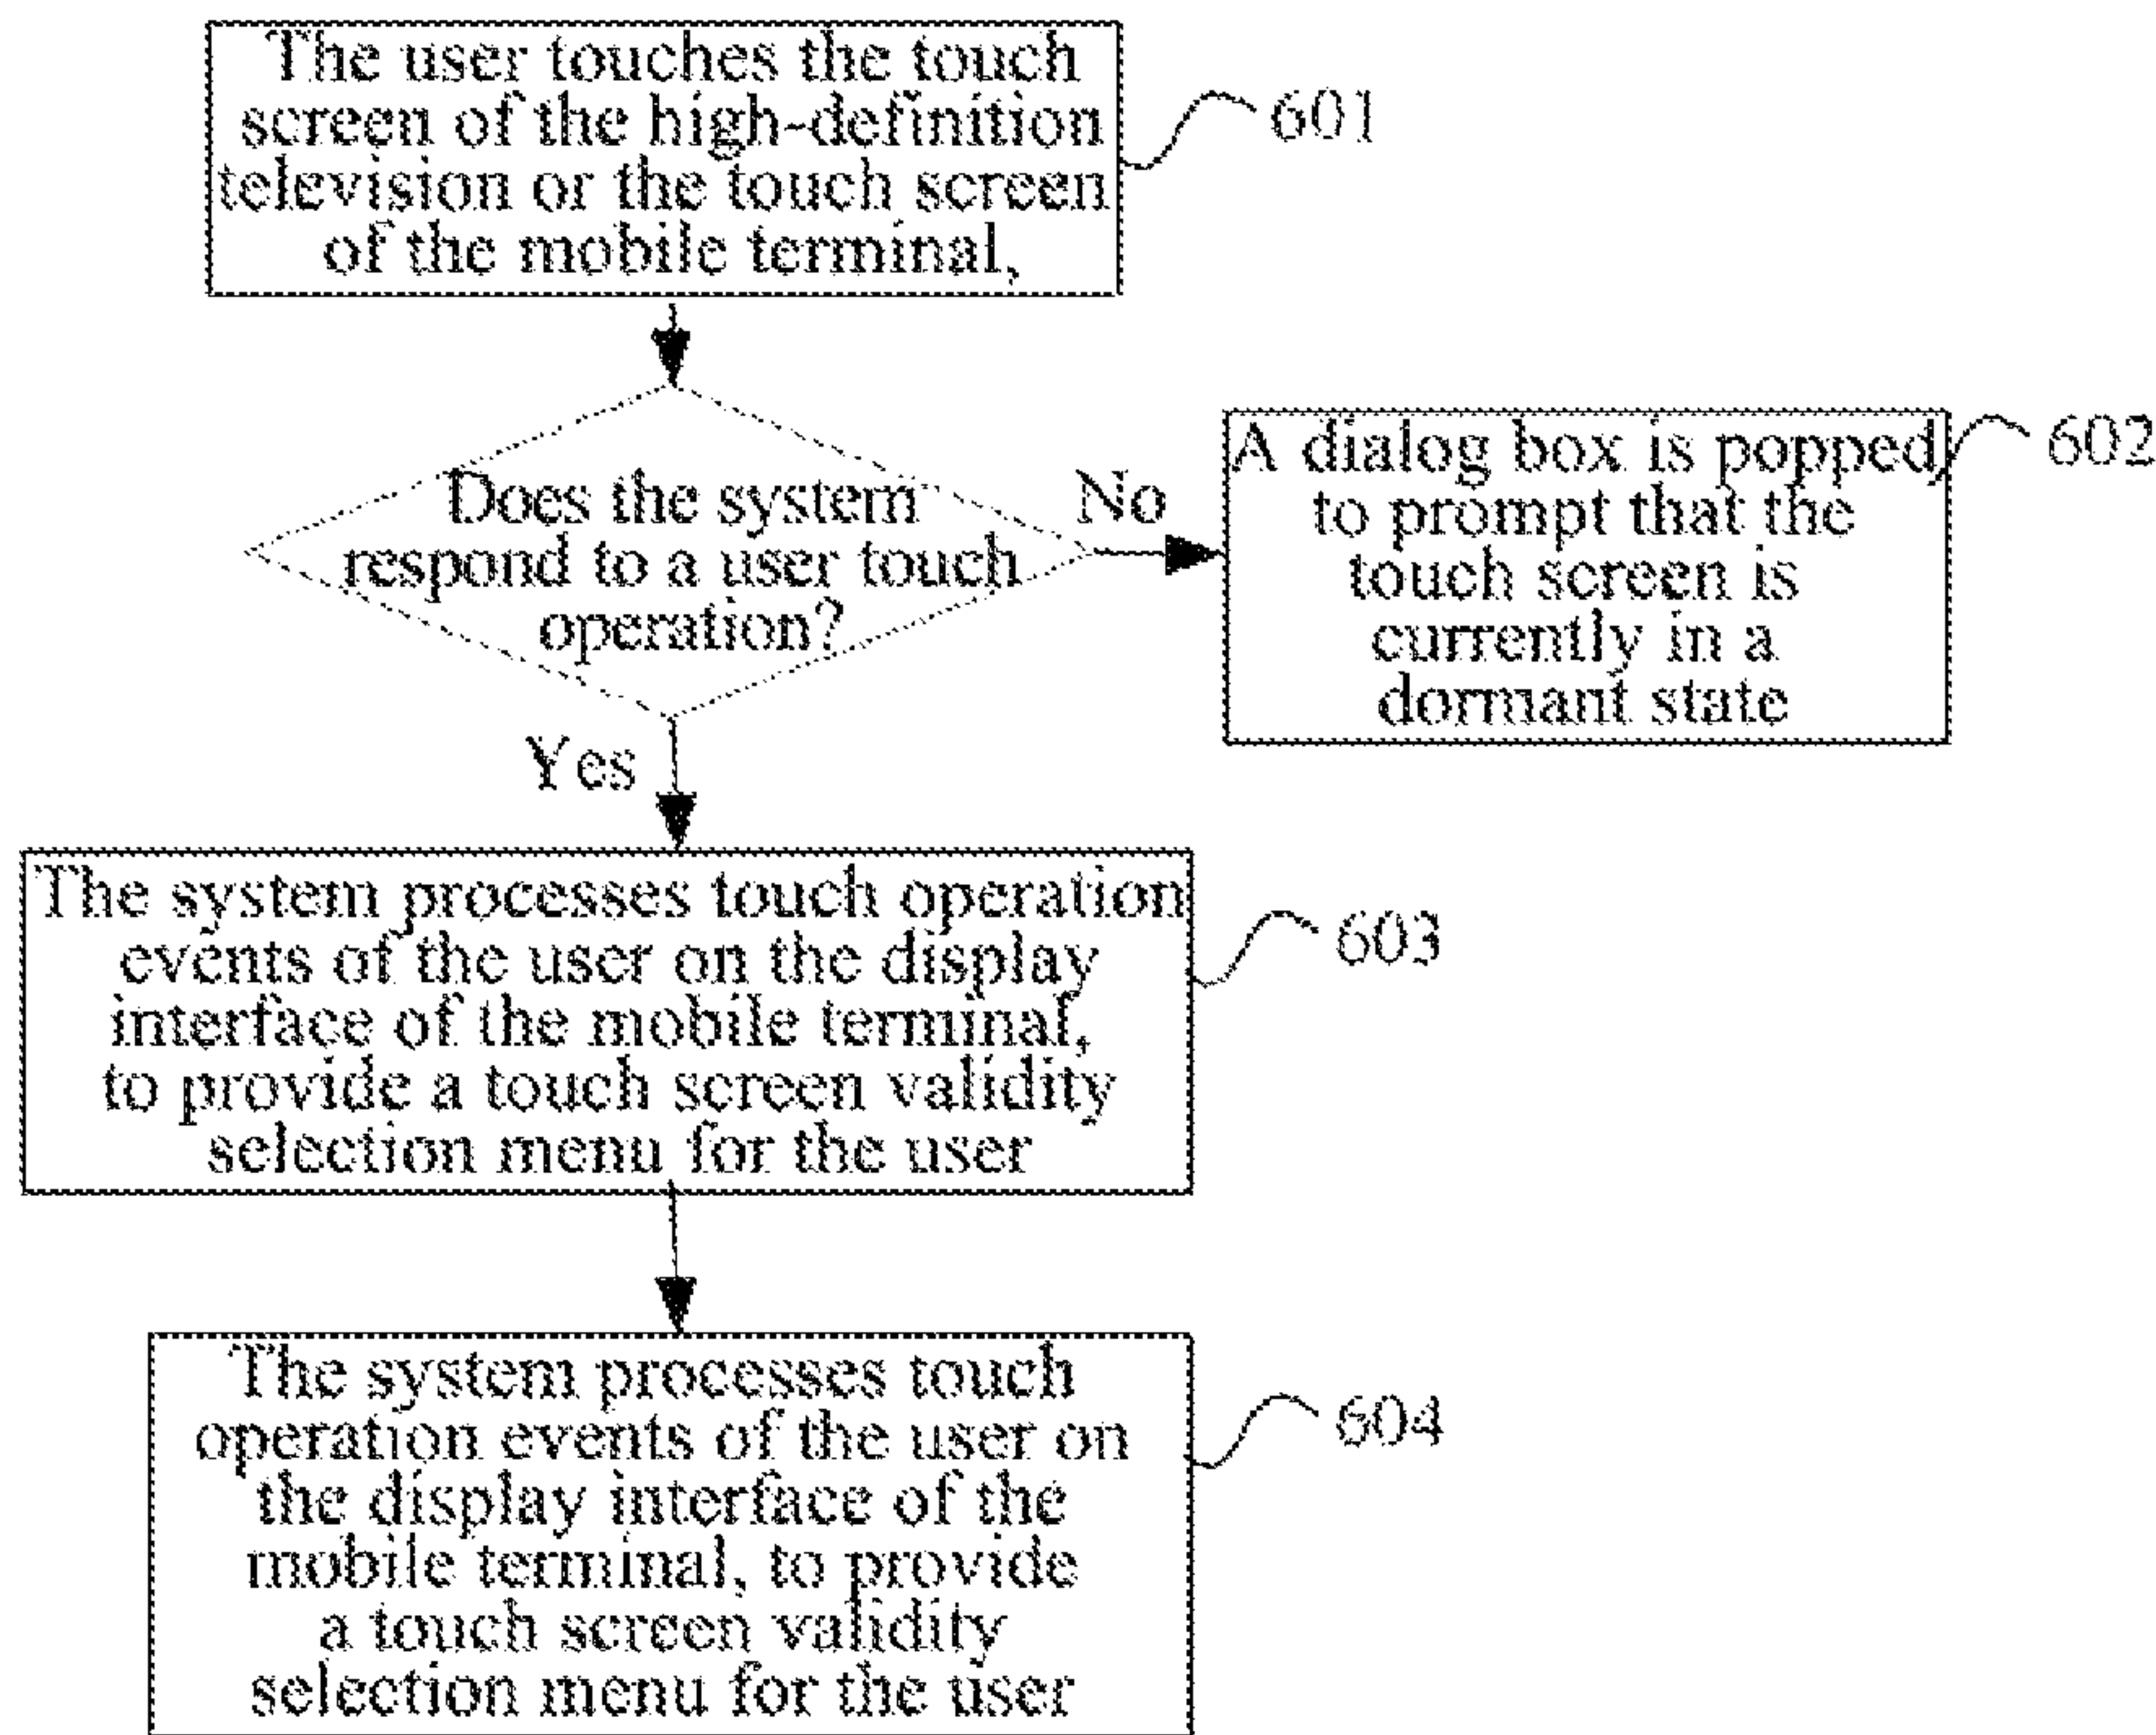 The user touches the touch
screen of the high-definition
television or the touch screen
of the mobile terminal,
601
Does the system
respond to a user touch
operation?
No
A dialog box is popped
to prompt that the
touch screen is
currently in a
dormant state
602
Yes
The system processes touch operation
events of the user on the display
interface of the mobile terminal,
to provide a touch screen validity
selection menu for the user
603
The system processes touch
operation events of the user on
the display interface of the
mobile terminal, to provide
a touch screen validity
selection menu for the user
604